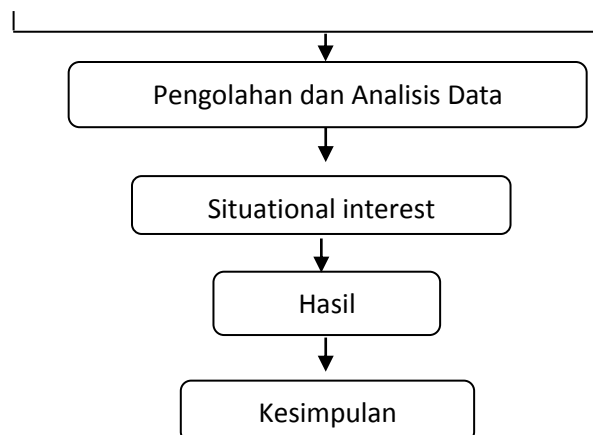 Pengolahan dan Analisis Data
Situational interest
Hasil
Kesimpulan